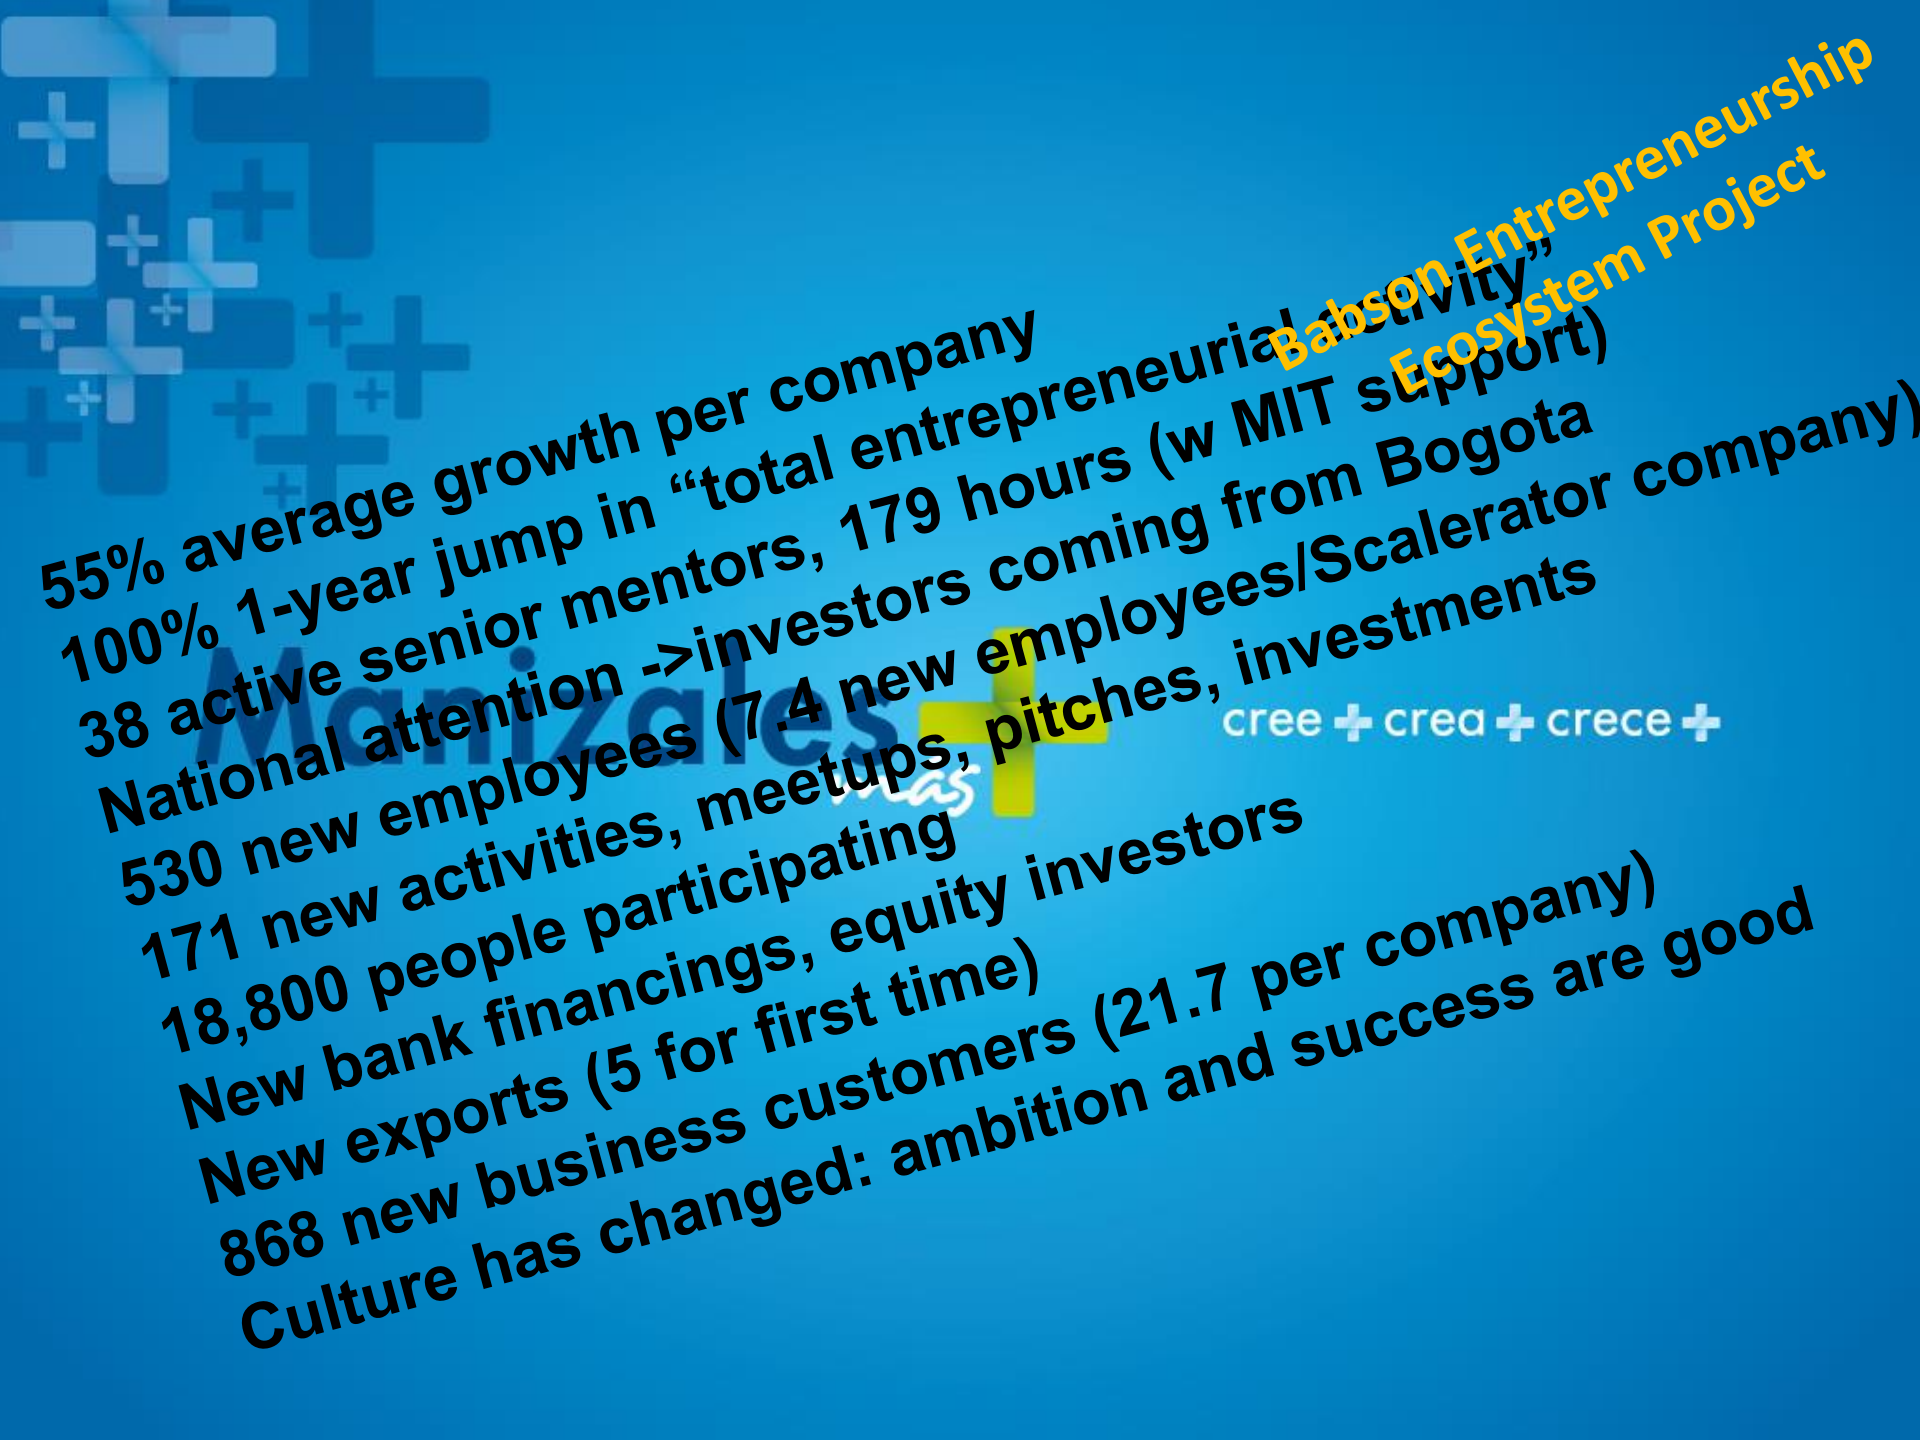 Babson Entrepreneurship
Ecosystem Project
55% average growth per company
100% 1-year jump in “total entrepreneurial activity”
38 active senior mentors, 179 hours (w MIT support)
National attention ->investors coming from Bogota
530 new employees (7.4 new employees/Scalerator company)
171 new activities, meetups, pitches, investments
18,800 people participating
New bank financings, equity investors
New exports (5 for first time)
868 new business customers (21.7 per company)
Culture has changed: ambition and success are good
Manizales
más
cree + crea + crece +